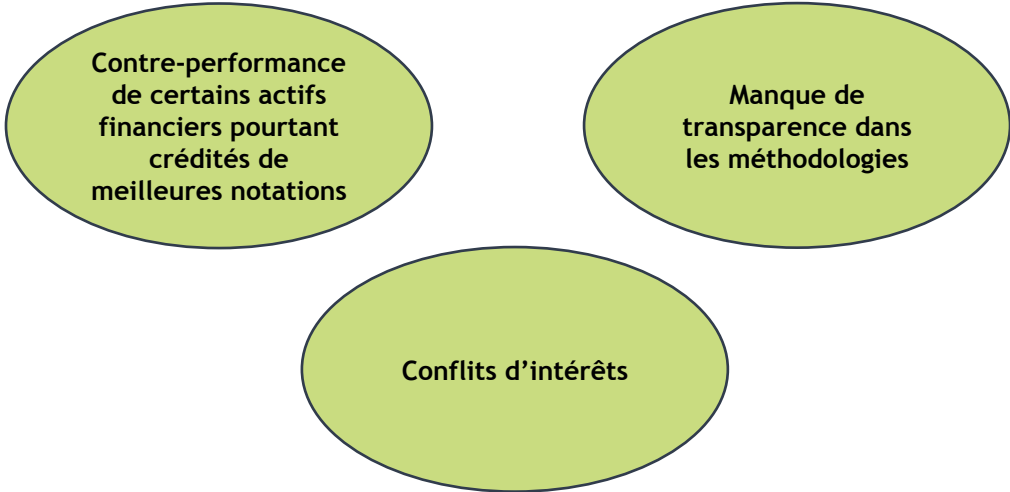 Contre-performance
de certains actifs
financiers pourtant
crédités de
meilleures notations
Manque de
transparence dans
les méthodologies
Conflits d’intérêts